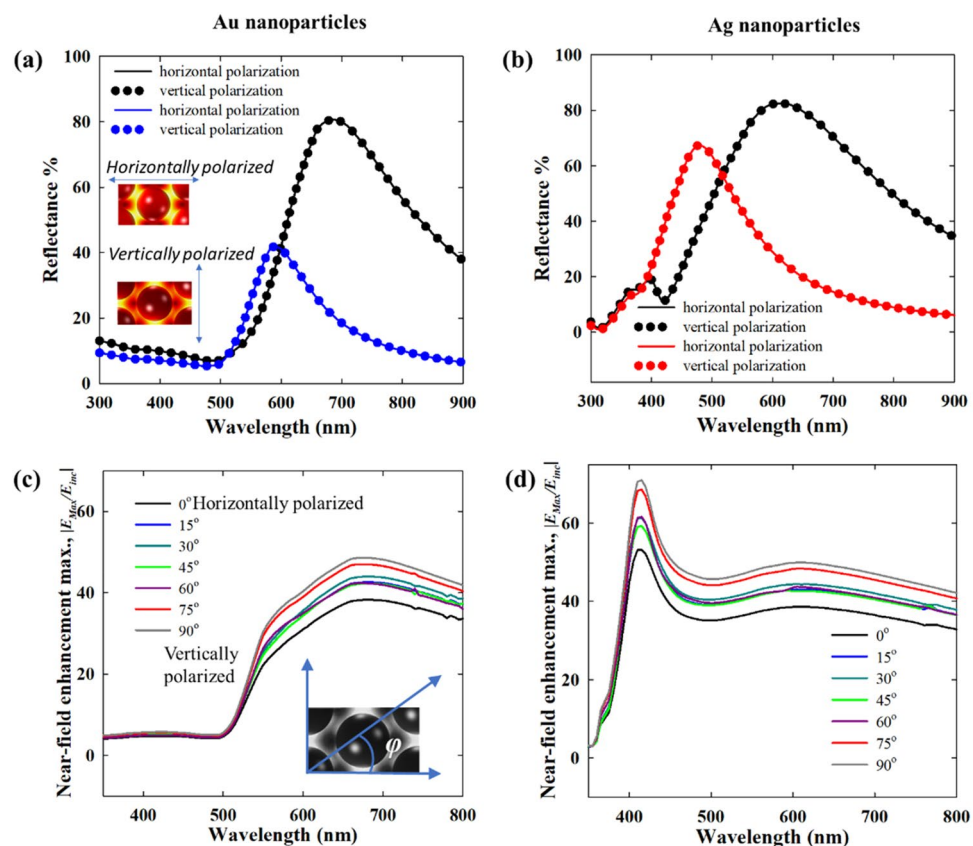 Au nanoparticles
Ag nanoparticles
(a)
100
80
60
40
20
0
Reflectance %
horizontal polarization
vertical polarization
horizontal polarization
vertical polarization
Horizontally polarized
Vertically polarized
300 400 500 600 700 800 900
Wavelength (nm)
(b)
100
80
60
40
20
0
Reflectance %
horizontal polarization
vertical polarization
horizontal polarization
vertical polarization
300 400 500 600 700 800 900
Wavelength (nm)
(c)
60
40
20
0
Near-field enhancement max., |E_Max/E_inc|
0° Horizontally polarized
15°
30°
45°
60°
75°
90°
Vertically
polarized
φ
400 500 600 700 800
Wavelength (nm)
(d)
60
40
20
0
Near-field enhancement max., |E_Max/E_inc|
0°
15°
30°
45°
60°
75°
90°
400 500 600 700 800
Wavelength (nm)